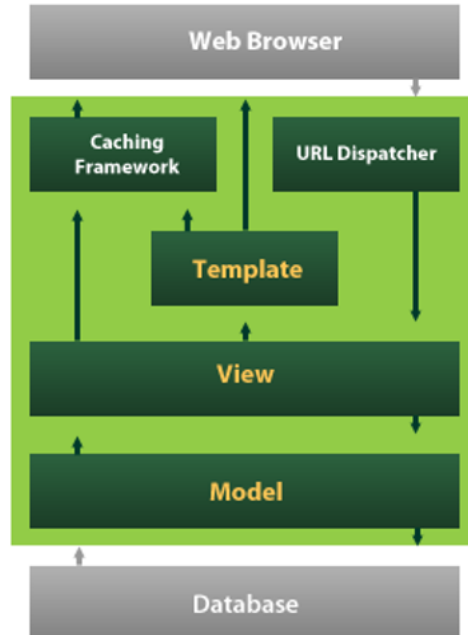 Web Browser
Caching
Framework
URL Dispatcher
Template
View
Model
Database